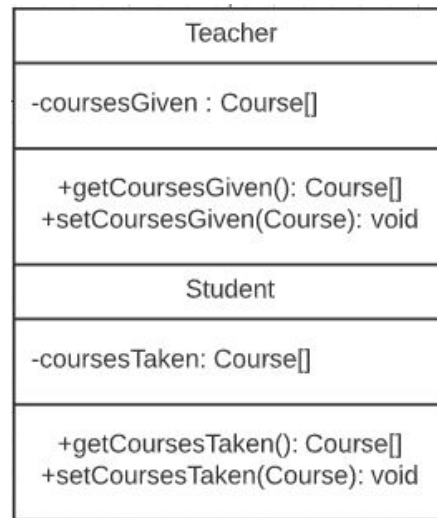 Teacher
-coursesGiven : Course[]
+getCoursesGiven(): Course[]
+setCoursesGiven(Course): void
Student
-coursesTaken: Course[]
+getCoursesTaken(): Course[]
+setCoursesTaken(Course): void